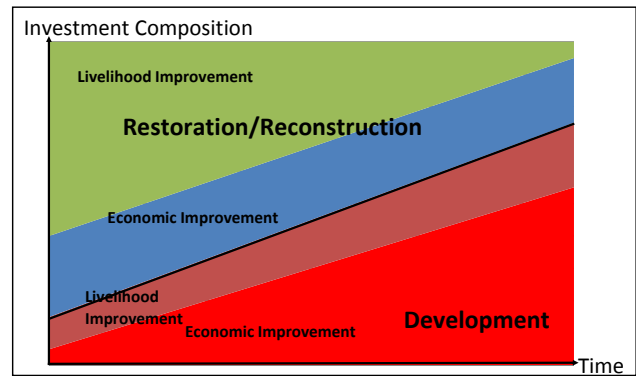 Investment Composition
Livelihood Improvement
Restoration/Reconstruction
Economic Improvement
Livelihood
Improvement
Economic Improvement
Development
Time